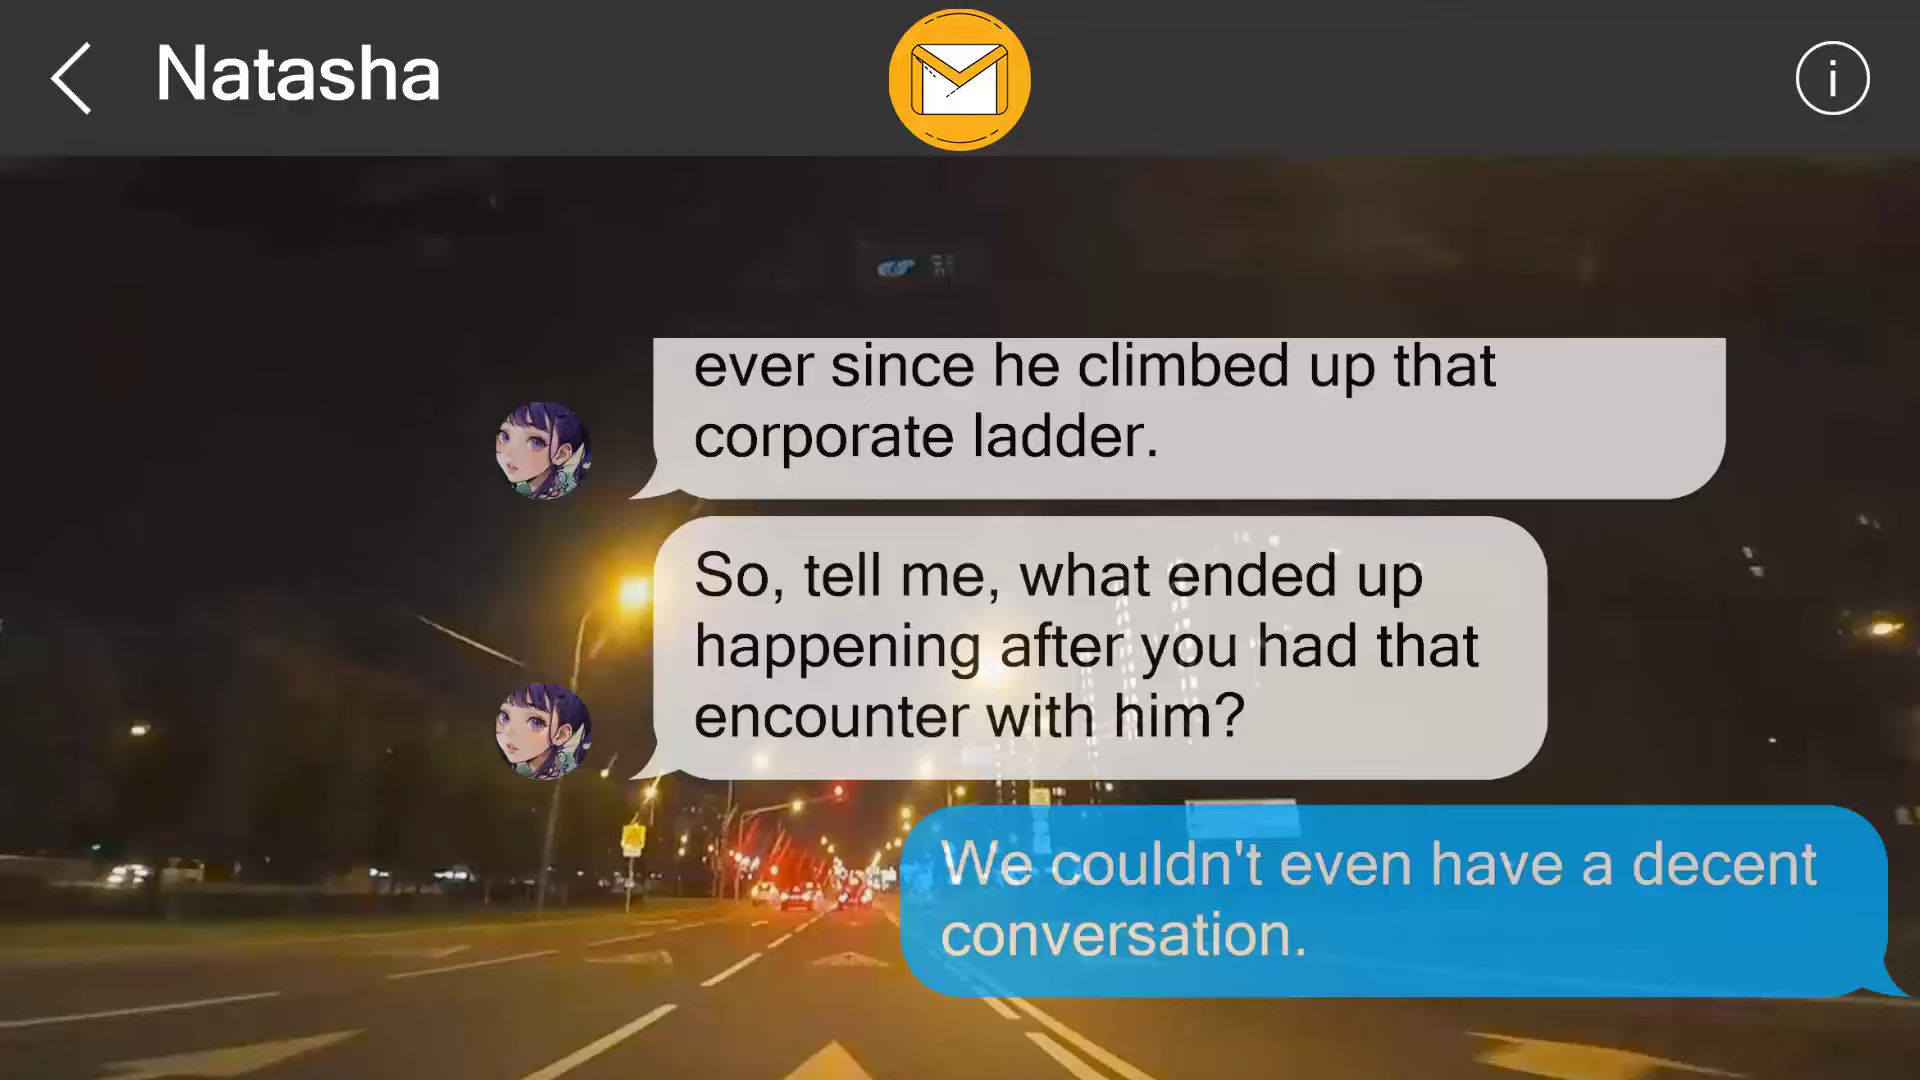 Natasha
ever since he climbed up that
corporate ladder.
So, tell me, what ended up
happening after you had that
encounter with him?
We couldn't even have a decent
conversation.